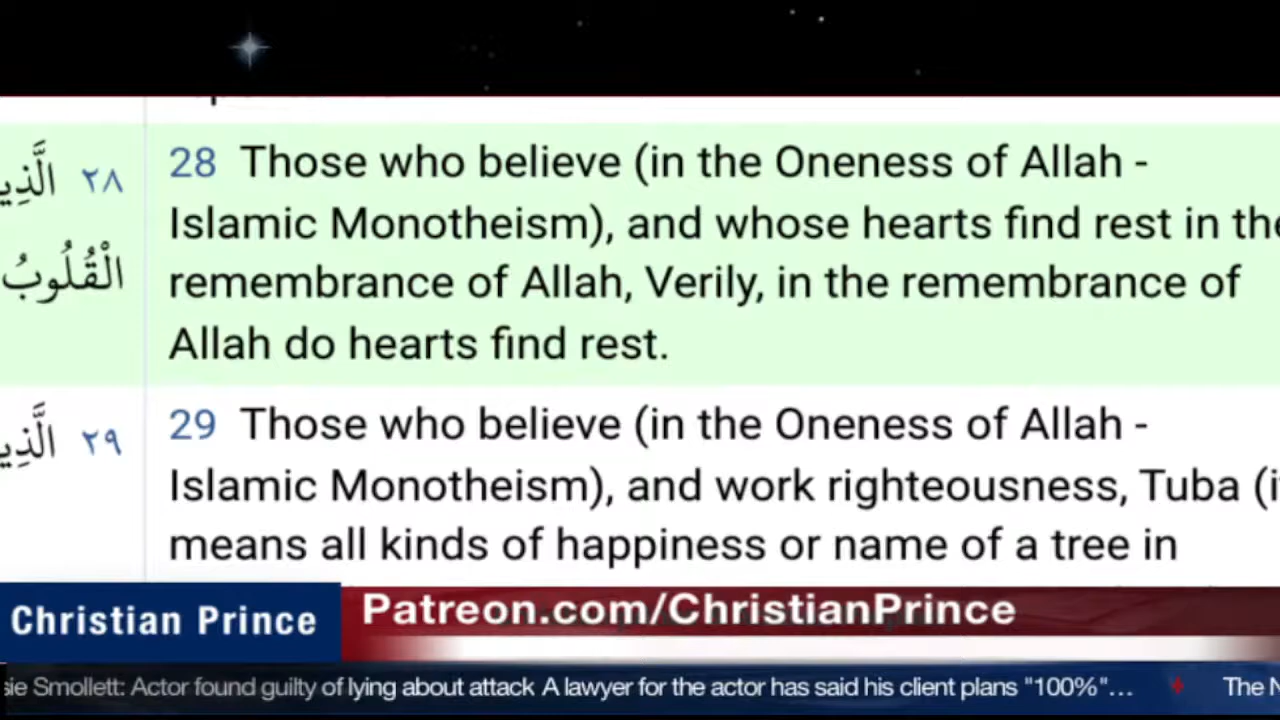 ٢٨ الَّذِي
الْقُلُوبُ
28 Those who believe (in the Oneness of Allah -
Islamic Monotheism), and whose hearts find rest in the
remembrance of Allah, Verily, in the remembrance of
Allah do hearts find rest.
٢٩ الَّذِي
29 Those who believe (in the Oneness of Allah -
Islamic Monotheism), and work righteousness, Tuba (i
means all kinds of happiness or name of a tree in
Christian Prince
Patreon.com/ChristianPrince
sie Smollett: Actor found guilty of lying about attack A lawyer for the actor has said his client plans "100%"... The N